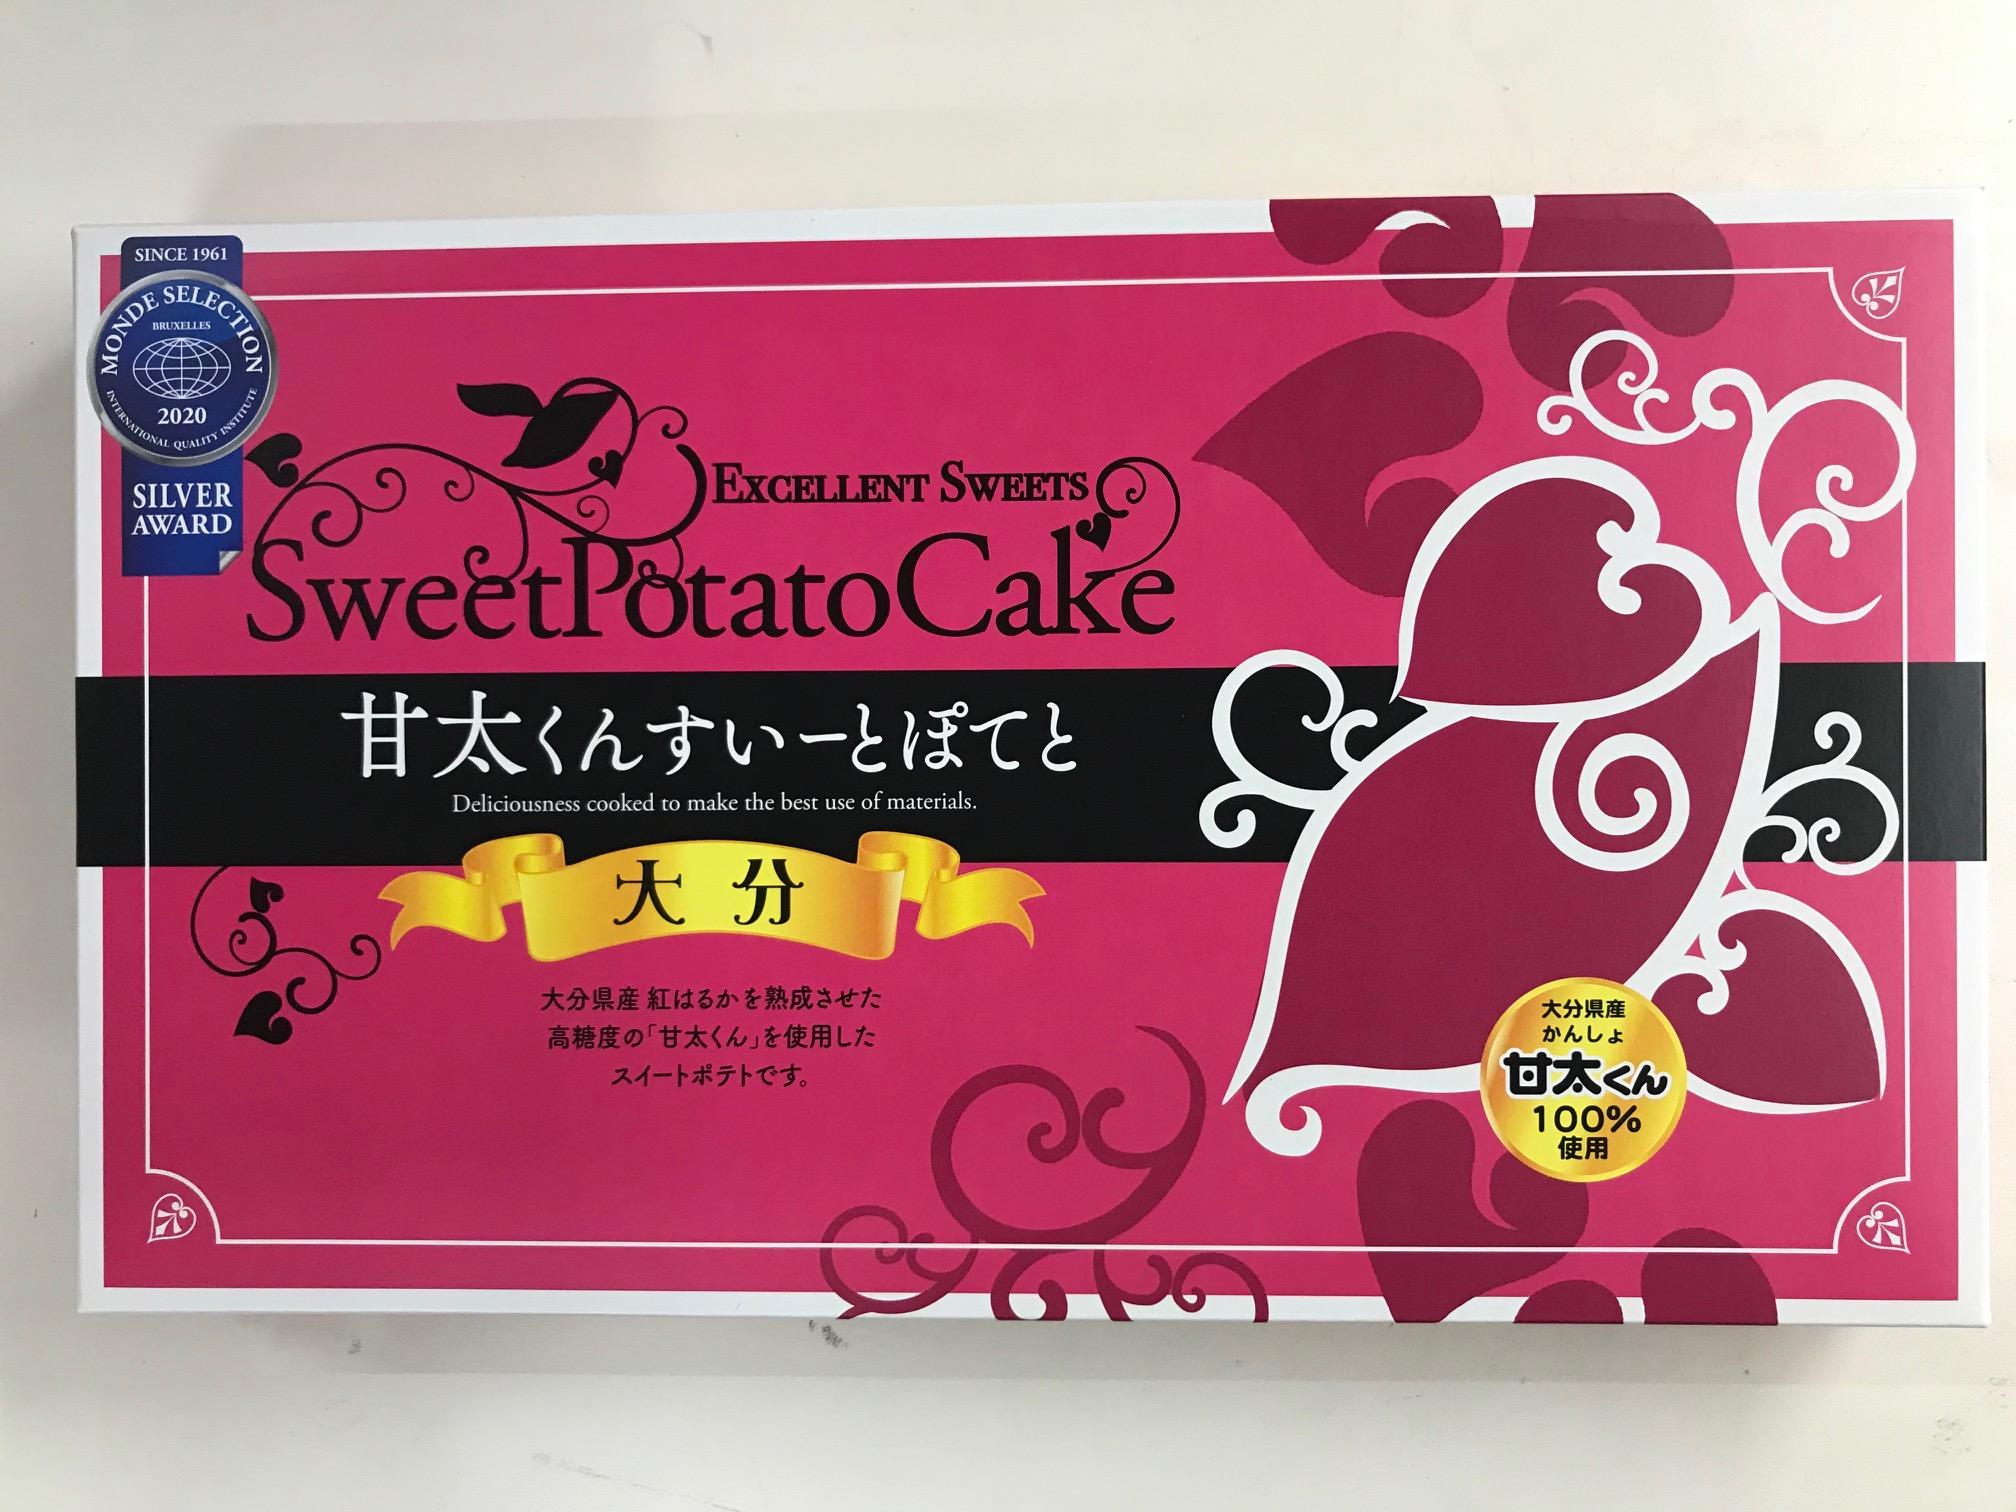 SINCE 1961
MONDE SELECTION
BRUXELLES
2020
INTERNATIONAL QUALITY INSTITUTE
SILVER
AWARD
EXCELLENT SWEETS
SweetPotatoCake
甘太くんすいーとぽてと
Deliciousness cooked to make the best use of materials.
大分
大分県産 紅はるかを熟成させた
高糖度の「甘太くん」を使用した
スイートポテトです。
大分県産
かんしょ
甘太くん
100%
使用